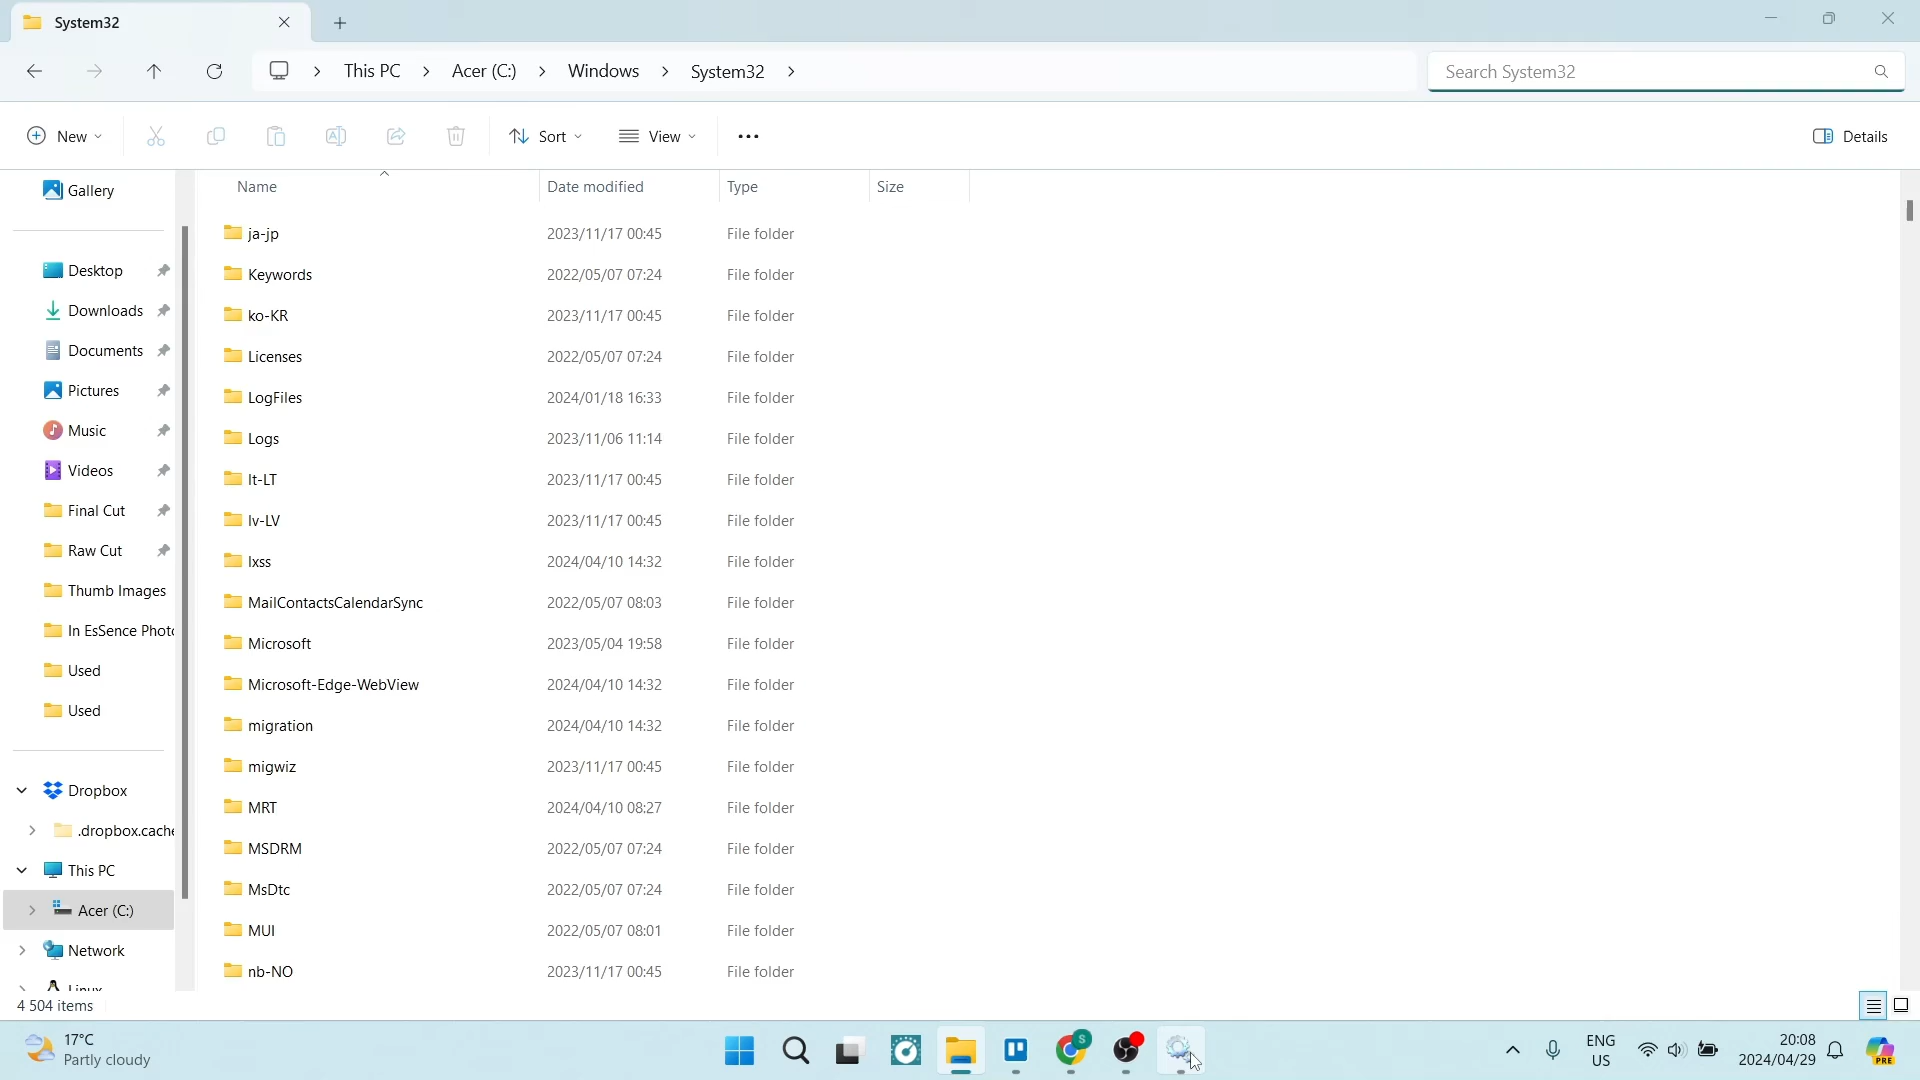 System32
This PC
Acer (C:)
Windows
System32
Search System32
New
Sort
View
Details
Name
Date modified
Type
Size
Gallery
Desktop
Downloads
Documents
Pictures
Music
Videos
Final Cut
Raw Cut
Thumb Images
In EsSence Phot
Used
Used
Dropbox
.dropbox.cache
This PC
Acer (C:)
Network
Linux
ja-jp 2023/11/17 00:45 File folder
Keywords 2022/05/07 07:24 File folder
ko-KR 2023/11/17 00:45 File folder
Licenses 2022/05/07 07:24 File folder
LogFiles 2024/01/18 16:33 File folder
Logs 2023/11/06 11:14 File folder
lt-LT 2023/11/17 00:45 File folder
lv-LV 2023/11/17 00:45 File folder
lxss 2024/04/10 14:32 File folder
MailContactsCalendarSync 2022/05/07 08:03 File folder
Microsoft 2023/05/04 19:58 File folder
Microsoft-Edge-WebView 2024/04/10 14:32 File folder
migration 2024/04/10 14:32 File folder
migwiz 2023/11/17 00:45 File folder
MRT 2024/04/10 08:27 File folder
MSDRM 2022/05/07 07:24 File folder
MsDtc 2022/05/07 07:24 File folder
MUI 2022/05/07 08:01 File folder
nb-NO 2023/11/17 00:45 File folder
4 504 items
17°C
Partly cloudy
S
ENG
US
20:08
2024/04/29
PRE